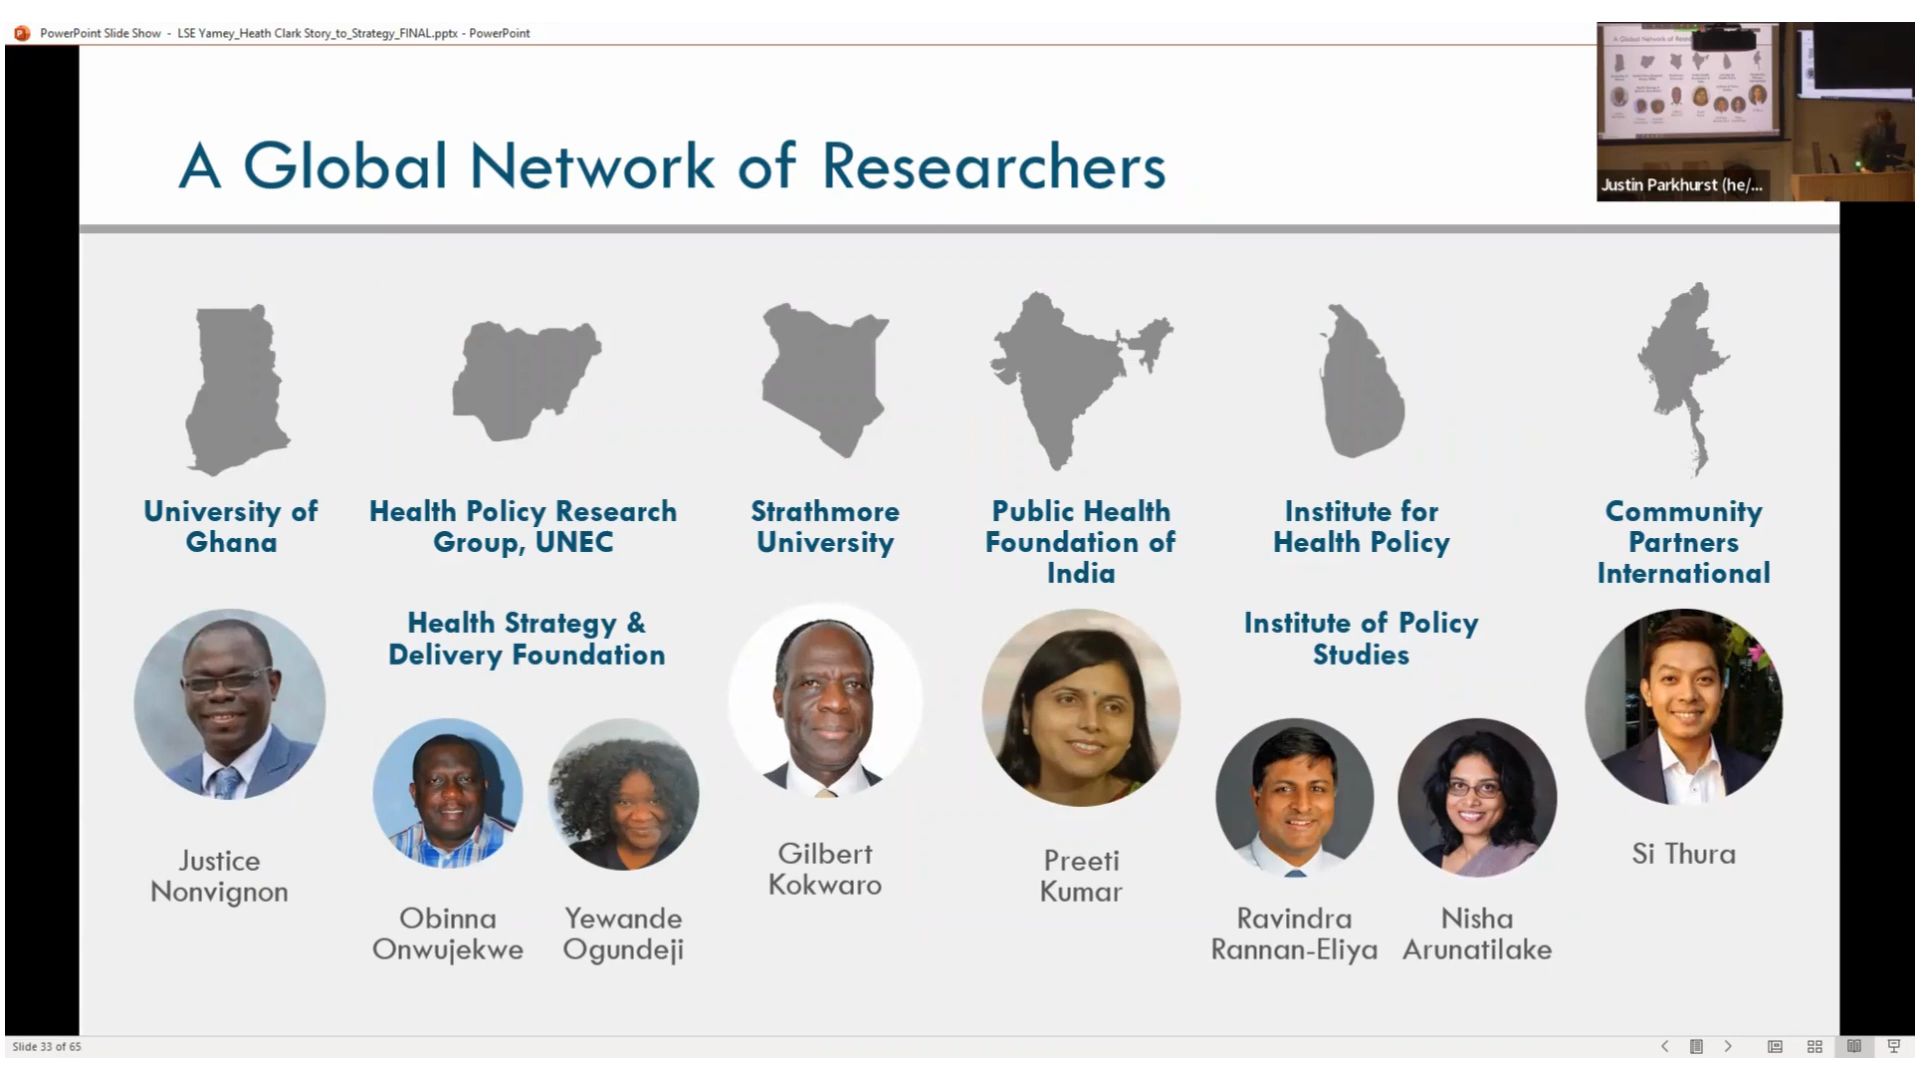 PowerPoint Slide Show - LSE Yamey_Heath Clark Story_to_Strategy_FINAL.pptx - PowerPoint
A Global Network of Researchers
Justin Parkhurst (he/...
University of
Ghana
Health Policy Research
Group, UNEC
Health Strategy &
Delivery Foundation
Strathmore
University
Public Health
Foundation of
India
Institute for
Health Policy
Institute of Policy
Studies
Community
Partners
International
Justice
Nonvignon
Obinna
Onwujekwe
Yewande
Ogundeji
Gilbert
Kokwaro
Preeti
Kumar
Ravindra
Rannan-Eliya
Nisha
Arunatilake
Si Thura
Slide 33 of 65